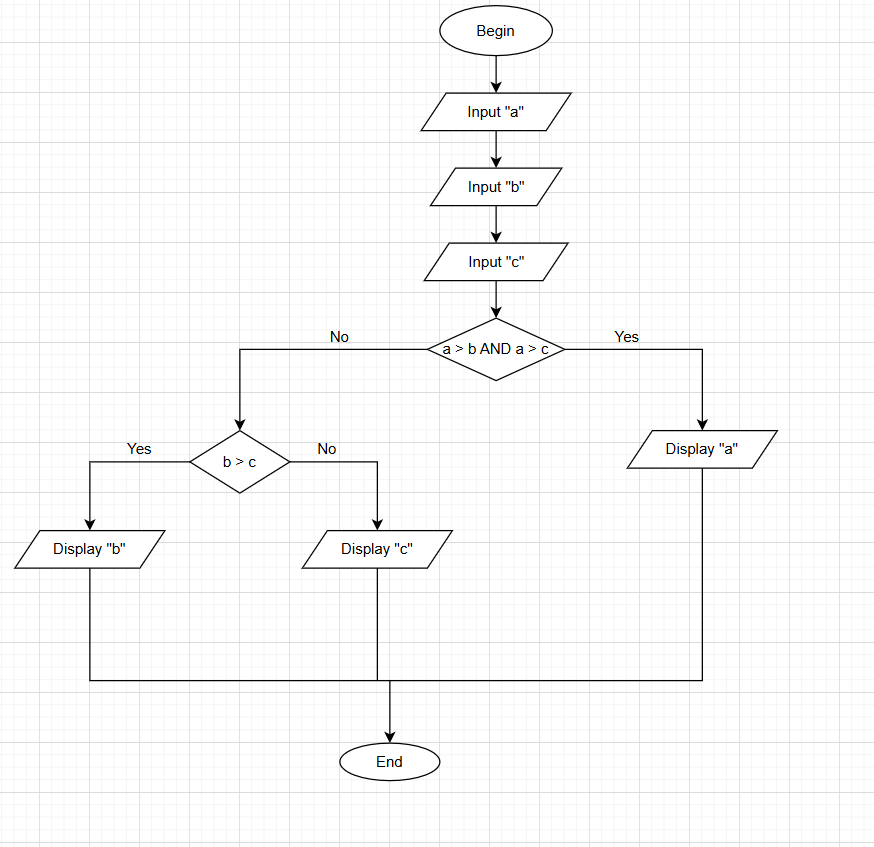 Begin
Input "a"
Input "b"
Input "c"
No
a > b AND a > c
Yes
Yes
b > c
No
Display "a"
Display "b"
Display "c"
End